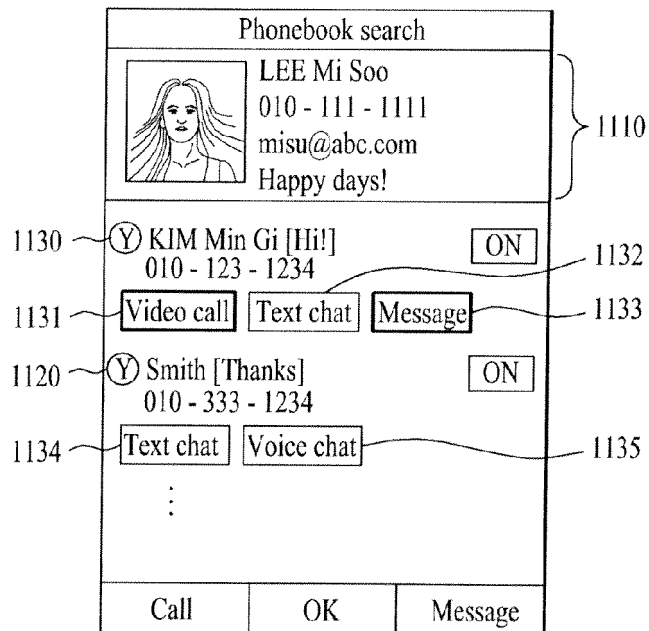 Phonebook search
LEE Mi Soo
010 - 111 - 1111
misu@abc.com
Happy days!
1110
1130
Y KIM Min Gi [Hi!] ON
010 - 123 - 1234
1132
1131
Video call Text chat Message
1133
1120
Y Smith [Thanks] ON
010 - 333 - 1234
1134
Text chat Voice chat
1135
Call OK Message